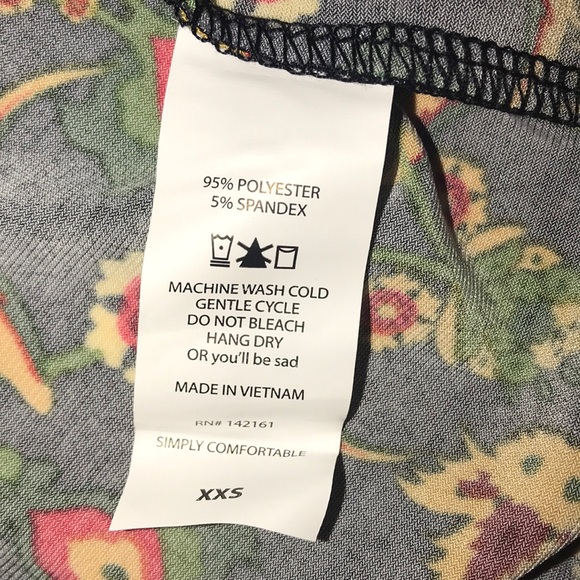 95% POLYESTER
5% SPANDEX
MACHINE WASH COLD
GENTLE CYCLE
DO NOT BLEACH
HANG DRY
OR you'll be sad
MADE IN VIETNAM
RN# 142161
SIMPLY COMFORTABLE
XXS